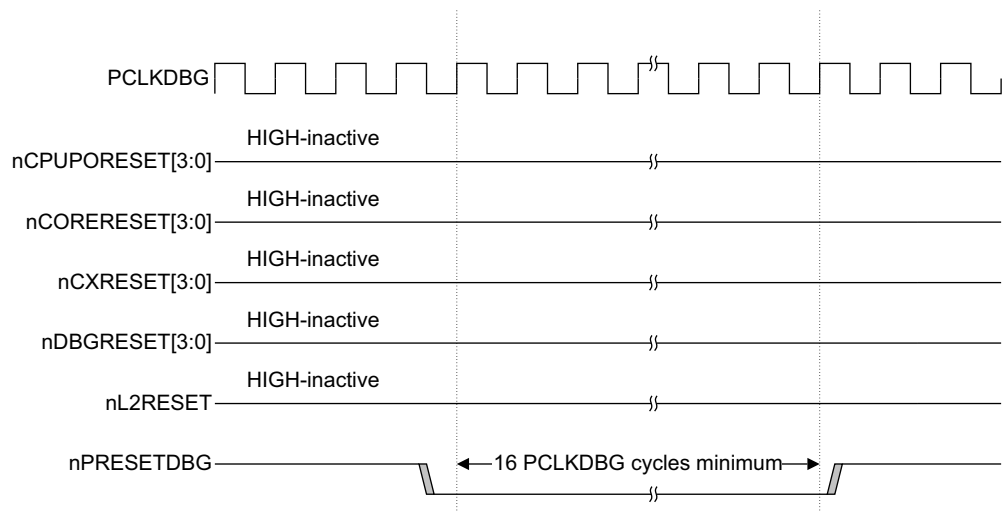 PCLKDBG
HIGH-inactive
nCPUPORESET[3:0]
HIGH-inactive
nCORERESET[3:0]
HIGH-inactive
nCXRESET[3:0]
HIGH-inactive
nDBGRESET[3:0]
HIGH-inactive
nL2RESET
nPRESETDBG 16 PCLKDBG cycles minimum